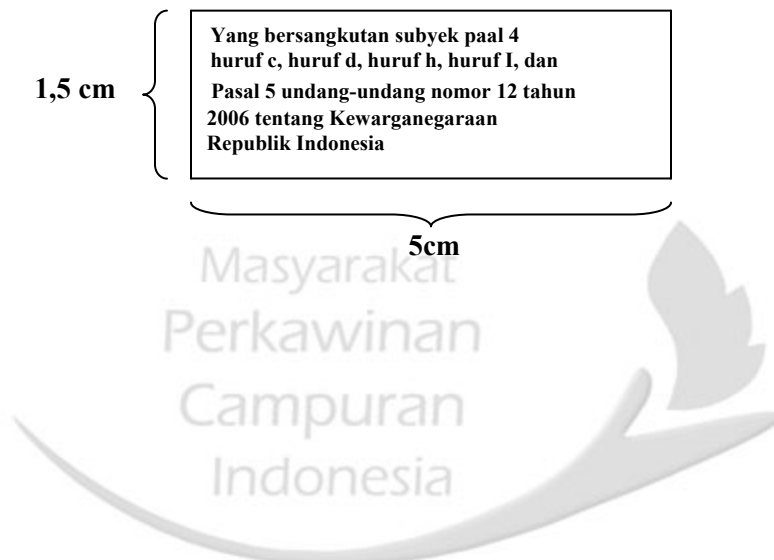 Yang bersangkutan subyek paal 4
huruf c, huruf d, huruf h, huruf I, dan
Pasal 5 undang-undang nomor 12 tahun
2006 tentang Kewarganegaraan
Republik Indonesia
1,5 cm
5cm
Masyarakat
Perkawinan
Campuran
Indonesia